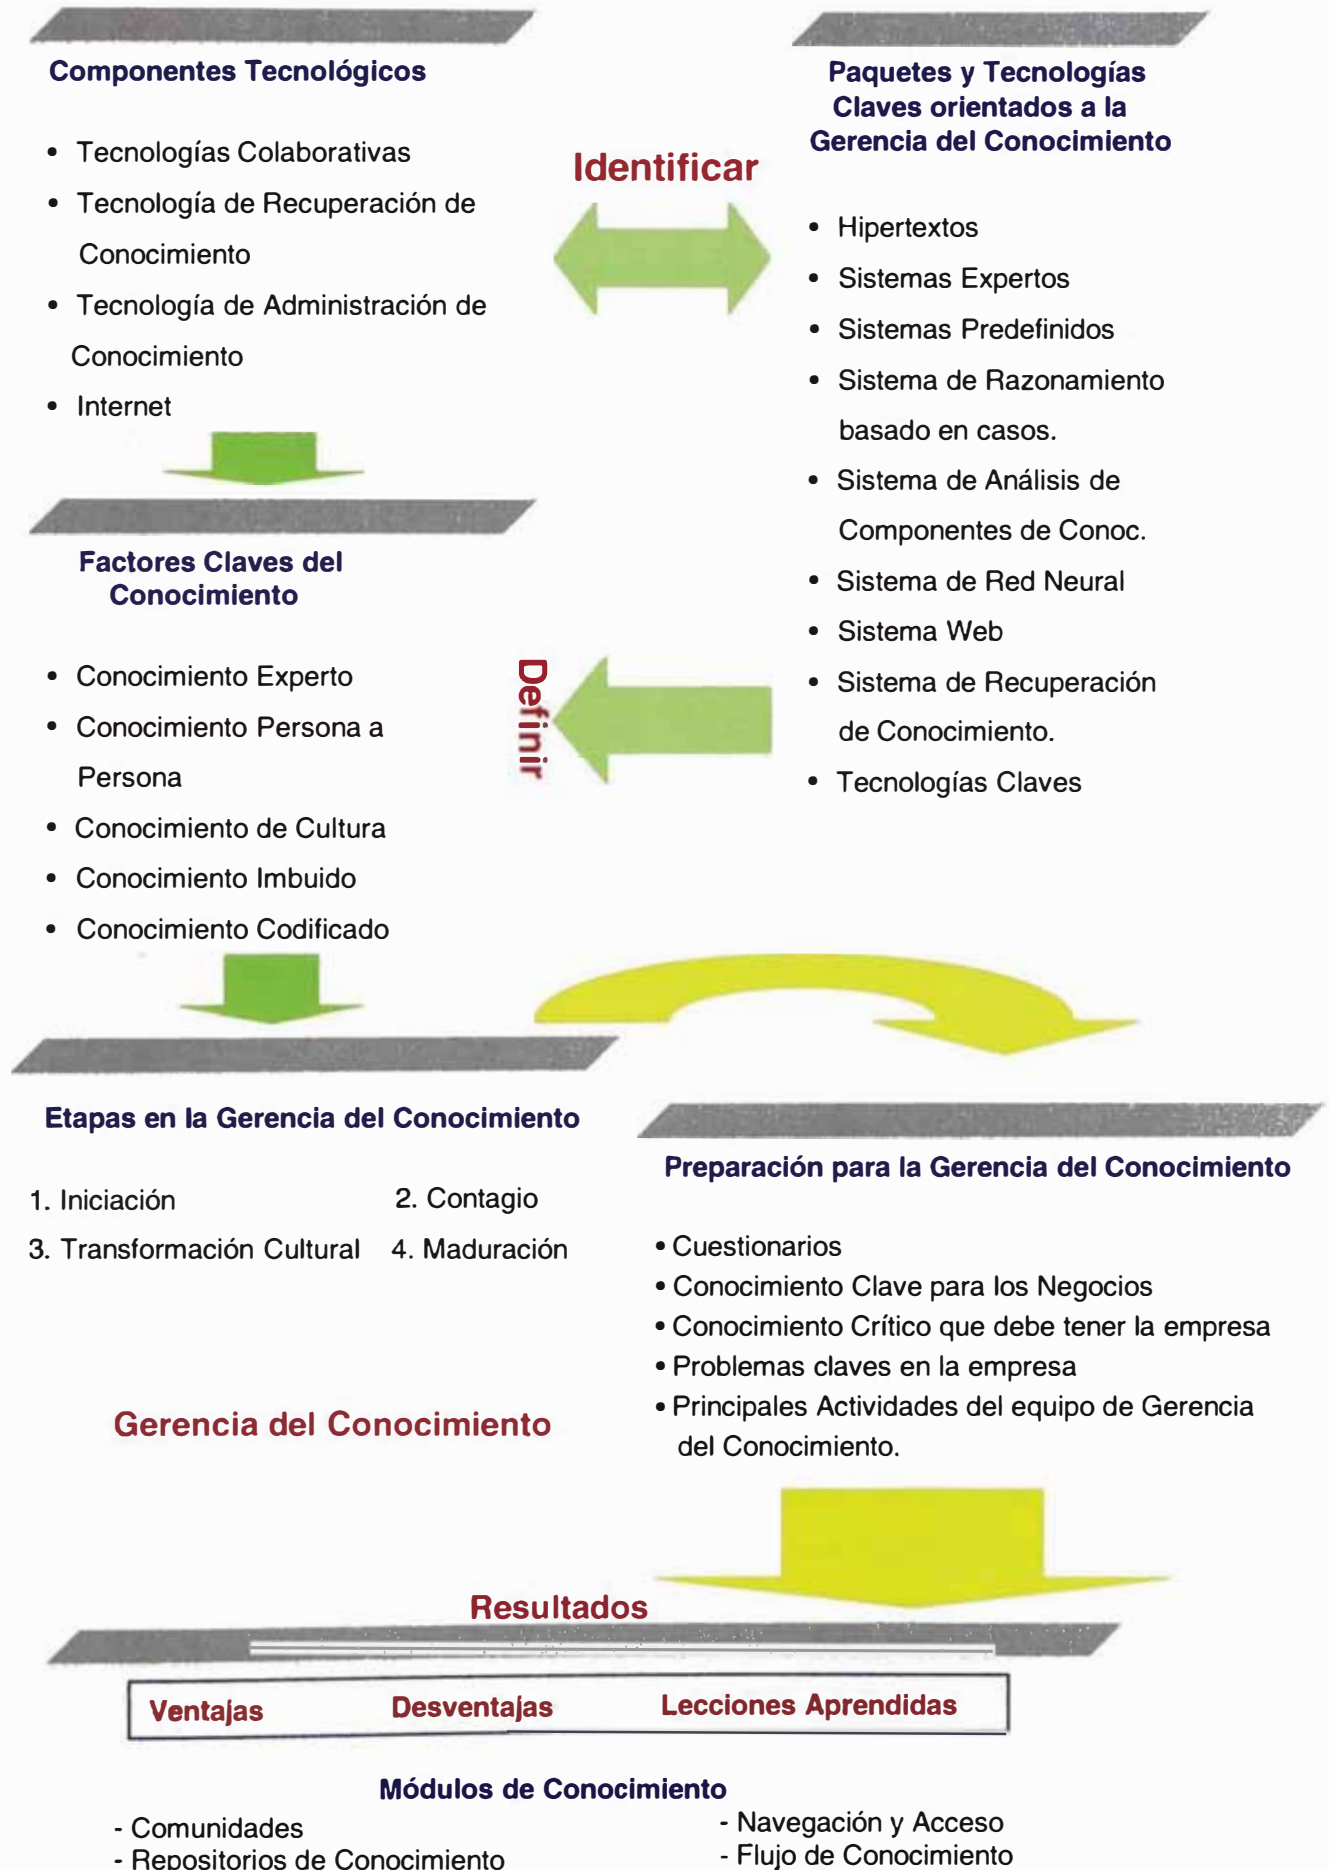 Componentes Tecnológicos
• Tecnologías Colaborativas
• Tecnología de Recuperación de
Conocimiento
• Tecnología de Administración de
Conocimiento
• Internet
Identificar
Paquetes y Tecnologías
Claves orientados a la
Gerencia del Conocimiento
• Hipertextos
• Sistemas Expertos
• Sistemas Predefinidos
• Sistema de Razonamiento
basado en casos.
• Sistema de Análisis de
Componentes de Conoc.
• Sistema de Red Neural
• Sistema Web
• Sistema de Recuperación
de Conocimiento.
• Tecnologías Claves
Definir
Factores Claves del
Conocimiento
• Conocimiento Experto
• Conocimiento Persona a
Persona
• Conocimiento de Cultura
• Conocimiento Imbuido
• Conocimiento Codificado
Etapas en la Gerencia del Conocimiento
1. Iniciación 2. Contagio
3. Transformación Cultural 4. Maduración
Gerencia del Conocimiento
Preparación para la Gerencia del Conocimiento
• Cuestionarios
• Conocimiento Clave para los Negocios
• Conocimiento Crítico que debe tener la empresa
• Problemas claves en la empresa
• Principales Actividades del equipo de Gerencia
del Conocimiento.
Resultados
Ventajas Desventajas Lecciones Aprendidas
Módulos de Conocimiento
- Comunidades
- Repositorios de Conocimiento
- Navegación y Acceso
- Flujo de Conocimiento